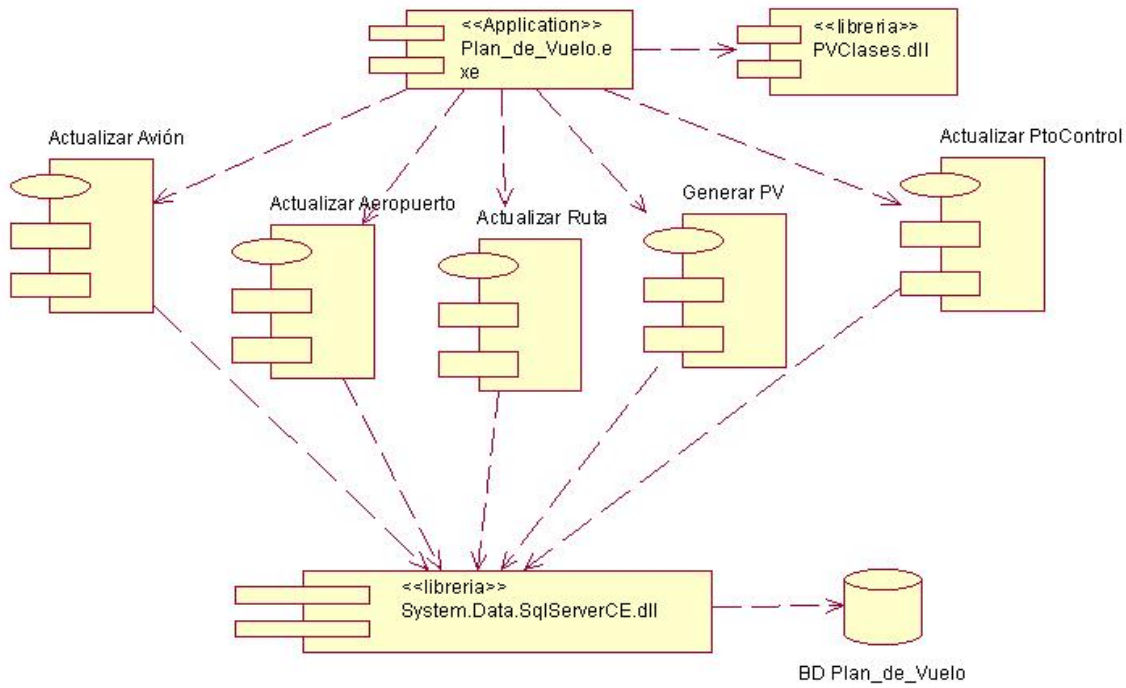 <<Application>>
Plan_de_Vuelo.e
xe
<<libreria>>
PVClases.dll
Actualizar Avión
Actualizar Aeropuerto
Actualizar Ruta
Generar PV
Actualizar PtoControl
<<libreria>>
System.Data.SqlServerCE.dll
BD Plan_de_Vuelo